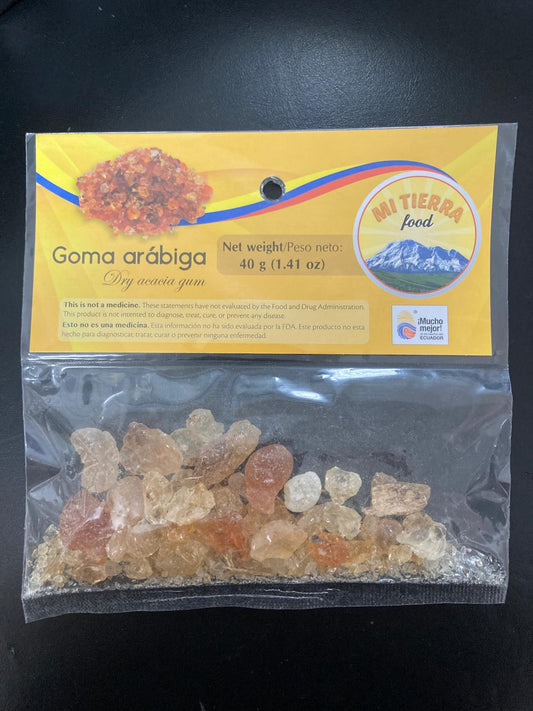 MI TIERRA
food
Goma arábiga
Dry acacia gum
Net weight/Peso neto:
40 g (1.41 oz)
This is not a medicine. These statements have not evaluated by the Food and Drug Administration.
This product is not intended to diagnose, treat, cure, or prevent any disease.
Esto no es una medicina. Esta información no ha sido evaluada por la FDA. Este producto no esta
hecho para diagnosticar, tratar, curar o prevenir ninguna enfermedad.
¡Mucho
mejor!
ECUADOR